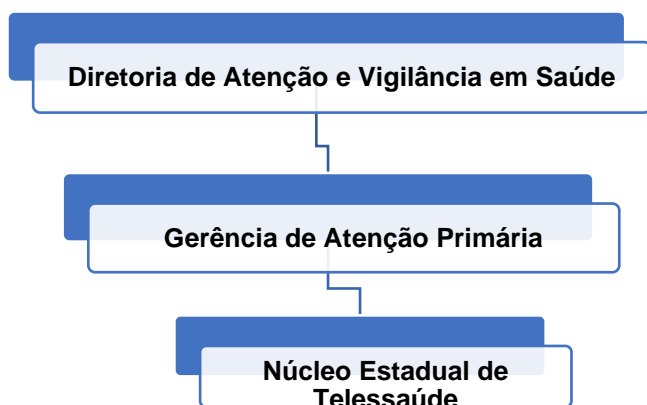 Diretoria de Atenção e Vigilância em Saúde
Gerência de Atenção Primária
Núcleo Estadual de
Telessaúde